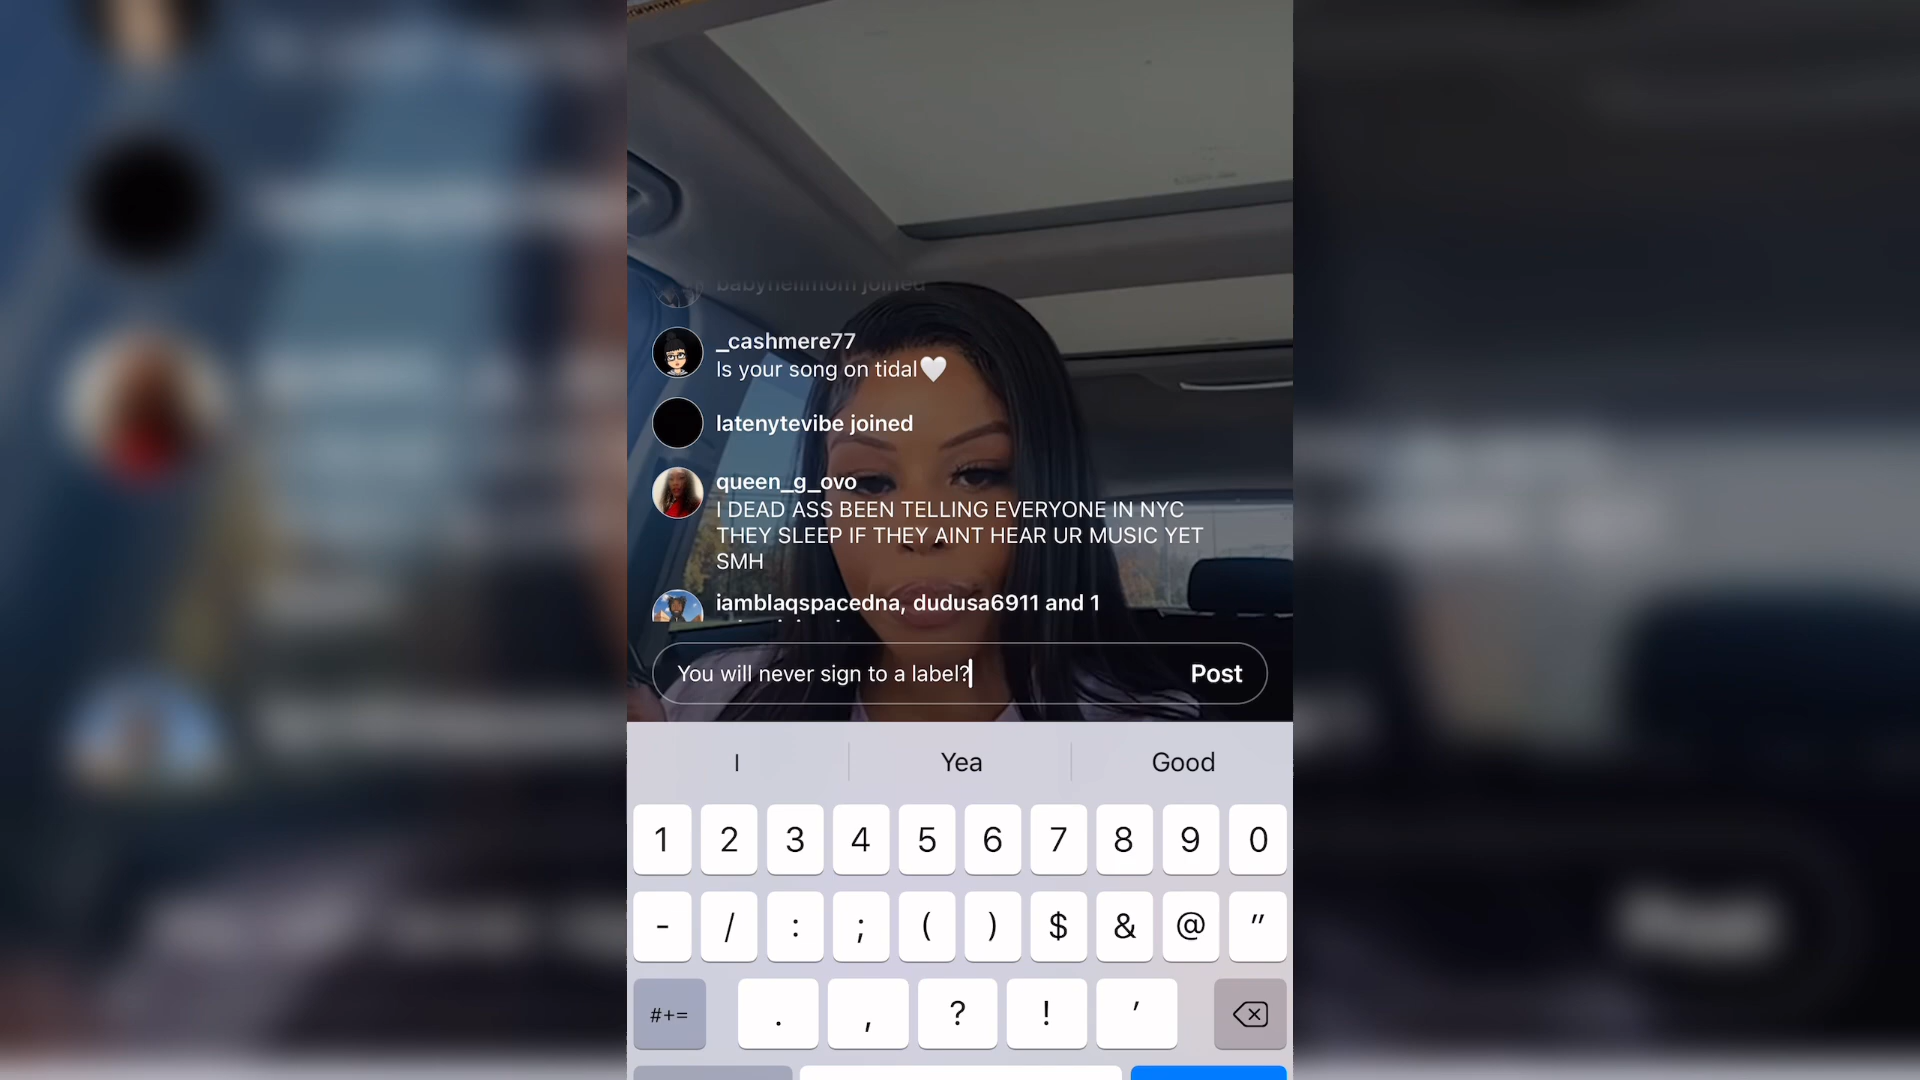 babyhellmom joined
_cashmere77
Is your song on tidal🤍
latenytevibe joined
queen_g_ovo
I DEAD ASS BEEN TELLING EVERYONE IN NYC
THEY SLEEP IF THEY AINT HEAR UR MUSIC YET
SMH
iamblaqspacedna, dudusa6911 and 1
You will never sign to a label?
Post
I Yea Good
1 2 3 4 5 6 7 8 9 0
- / : ; ( ) $ & @ "
#+= . , ? ! '